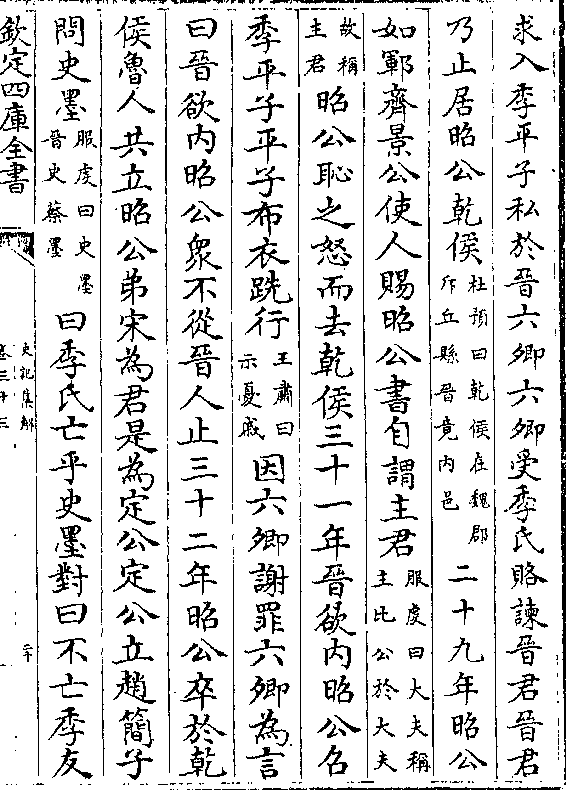 求入季平子私於晉六卿六卿受季氏賂諫晉君晉君
乃止居昭公乾侯杜預曰乾侯在魏郡斥丘縣晉竟内邑二十九年昭公
如鄆齊景公使人賜昭公書自謂主君服虔曰大夫稱主比公於大夫
故稱主君昭公恥之怒而去乾侯三十一年晉欲内昭公召
季平子平子布衣跣行王肅曰示憂戚因六卿謝罪六卿為言
曰晉欲内昭公衆不從晉人止三十二年昭公卒於乾
侯魯人共立昭公弟宋為君是為定公定公立趙簡子
問史墨服虔曰史墨晉史蔡墨曰季氏亡乎史墨對曰不亡季友
欽定四庫全書
史記集解
卷三十三
二十